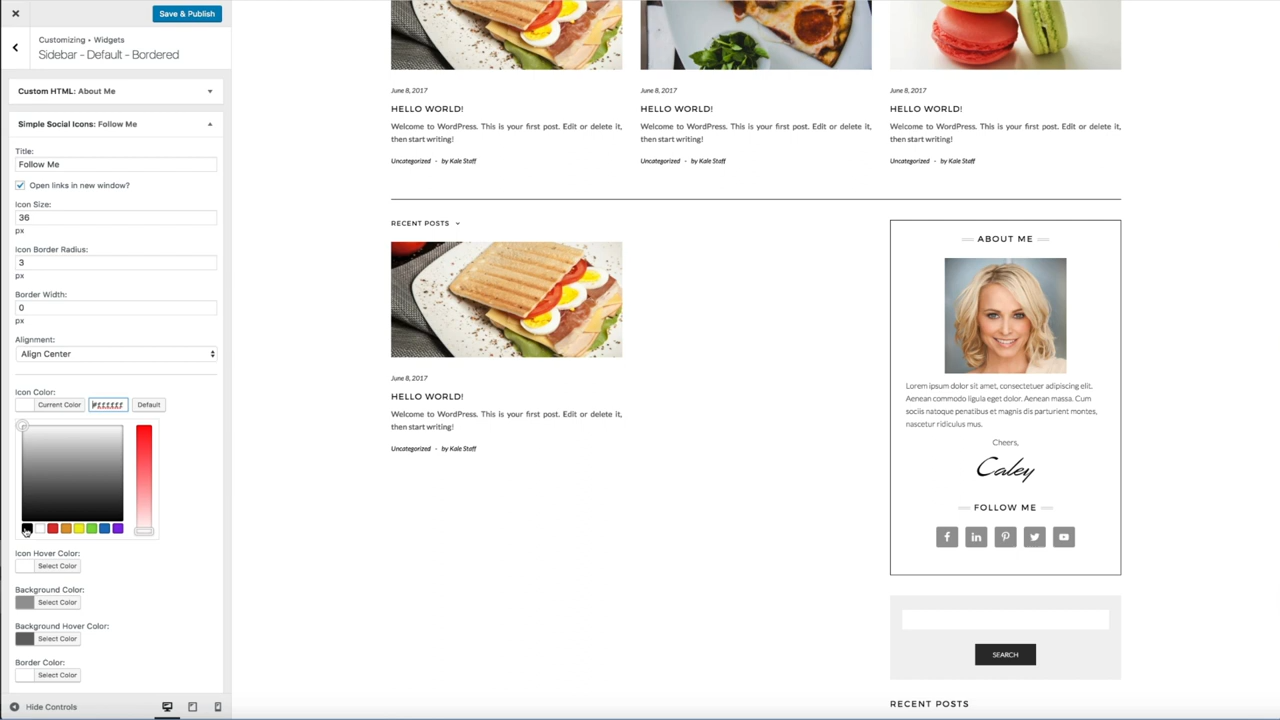 Save & Publish
Customizing ▸ Widgets
Sidebar - Default - Bordered
Custom HTML: About Me
Simple Social Icons: Follow Me
Title:
Follow Me
Open links in new window?
Icon Size:
36
px
Icon Border Radius:
3
px
Border Width:
0
px
Alignment:
Align Center
Icon Color:
Current Color #ffffff Default
Icon Hover Color:
Select Color
Background Color:
Select Color
Background Hover Color:
Select Color
Border Color:
Select Color
Hide Controls
June 8, 2017
HELLO WORLD!
Welcome to WordPress. This is your first post. Edit or delete it,
then start writing!
Uncategorized - by Kale Staff
June 8, 2017
HELLO WORLD!
Welcome to WordPress. This is your first post. Edit or delete it,
then start writing!
Uncategorized - by Kale Staff
June 8, 2017
HELLO WORLD!
Welcome to WordPress. This is your first post. Edit or delete it,
then start writing!
Uncategorized - by Kale Staff
RECENT POSTS
June 8, 2017
HELLO WORLD!
Welcome to WordPress. This is your first post. Edit or delete it,
then start writing!
Uncategorized - by Kale Staff
ABOUT ME
Lorem ipsum dolor sit amet, consectetuer adipiscing elit.
Aenean commodo ligula eget dolor. Aenean massa. Cum
sociis natoque penatibus et magnis dis parturient montes,
nascetur ridiculus mus.
Cheers,
Caley
FOLLOW ME
SEARCH
RECENT POSTS